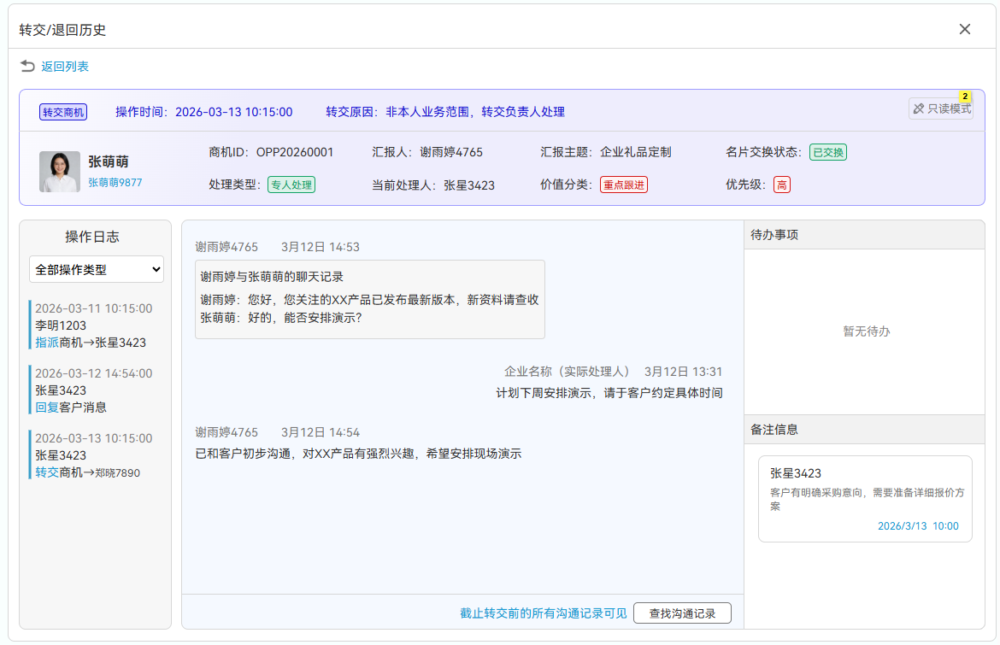 转交/退回历史
返回列表
转交商机 操作时间：2026-03-13 10:15:00 转交原因：非本人业务范围，转交负责人处理
2
只读模式
张萌萌
张萌萌9877
商机ID：OPP20260001 汇报人：谢雨婷4765 汇报主题：企业礼品定制 名片交换状态：已交换
处理类型：专人处理 当前处理人：张星3423 价值分类：重点跟进 优先级：高
操作日志
全部操作类型
2026-03-11 10:15:00
李明1203
指派商机→张星3423
2026-03-12 14:54:00
张星3423
回复客户消息
2026-03-13 10:15:00
张星3423
转交商机→郑晓7890
谢雨婷4765 3月12日 14:53
谢雨婷与张萌萌的聊天记录
谢雨婷：您好，您关注的XX产品已发布最新版本，新资料请查收
张萌萌：好的，能否安排演示？
企业名称（实际处理人） 3月12日 13:31
计划下周安排演示，请于客户约定具体时间
谢雨婷4765 3月12日 14:54
已和客户初步沟通，对XX产品有强烈兴趣，希望安排现场演示
截止转交前的所有沟通记录可见 查找沟通记录
待办事项
暂无待办
备注信息
张星3423
客户有明确采购意向，需要准备详细报价方
案
2026/3/13 10:00